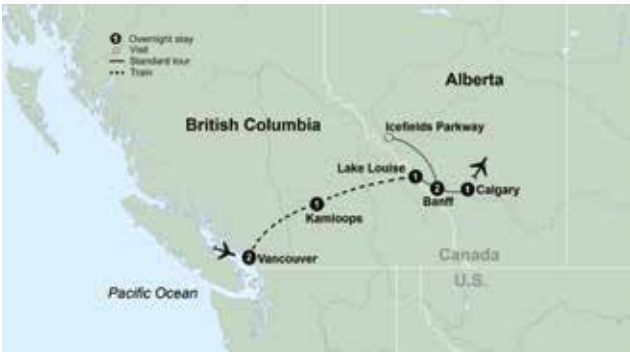 1 Overnight stay
Visit
Standard tour
Train
Alberta
British Columbia
Icefields Parkway
Lake Louise
1
2
1
Calgary
Banff
1
Kamloops
Canada
U.S.
2
Vancouver
Pacific Ocean